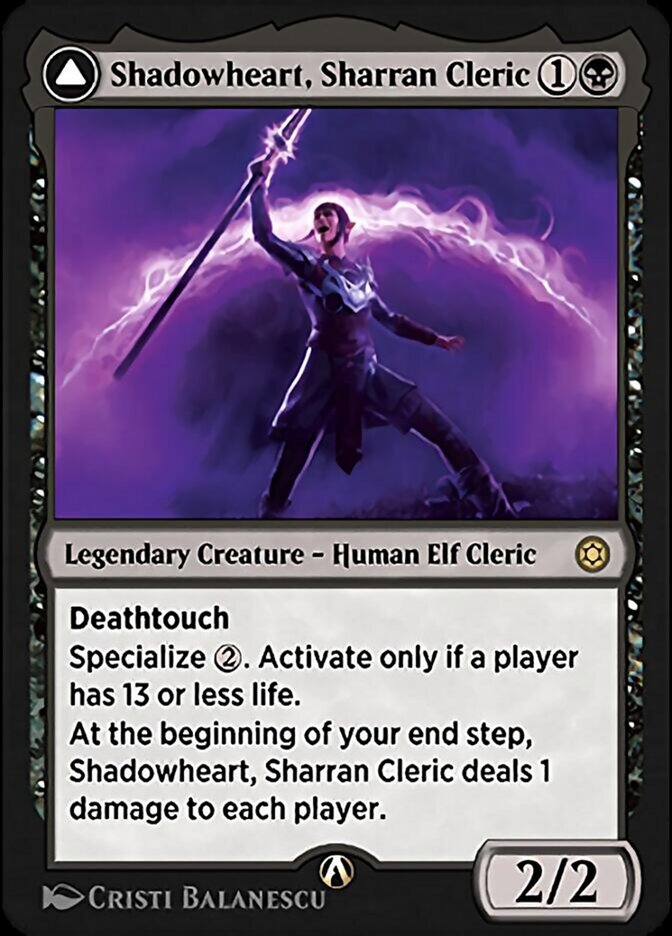 Shadowheart, Sharran Cleric 1
Legendary Creature – Human Elf Cleric
Deathtouch
Specialize 2. Activate only if a player
has 13 or less life.
At the beginning of your end step,
Shadowheart, Sharran Cleric deals 1
damage to each player.
2/2
Cristi Balanescu